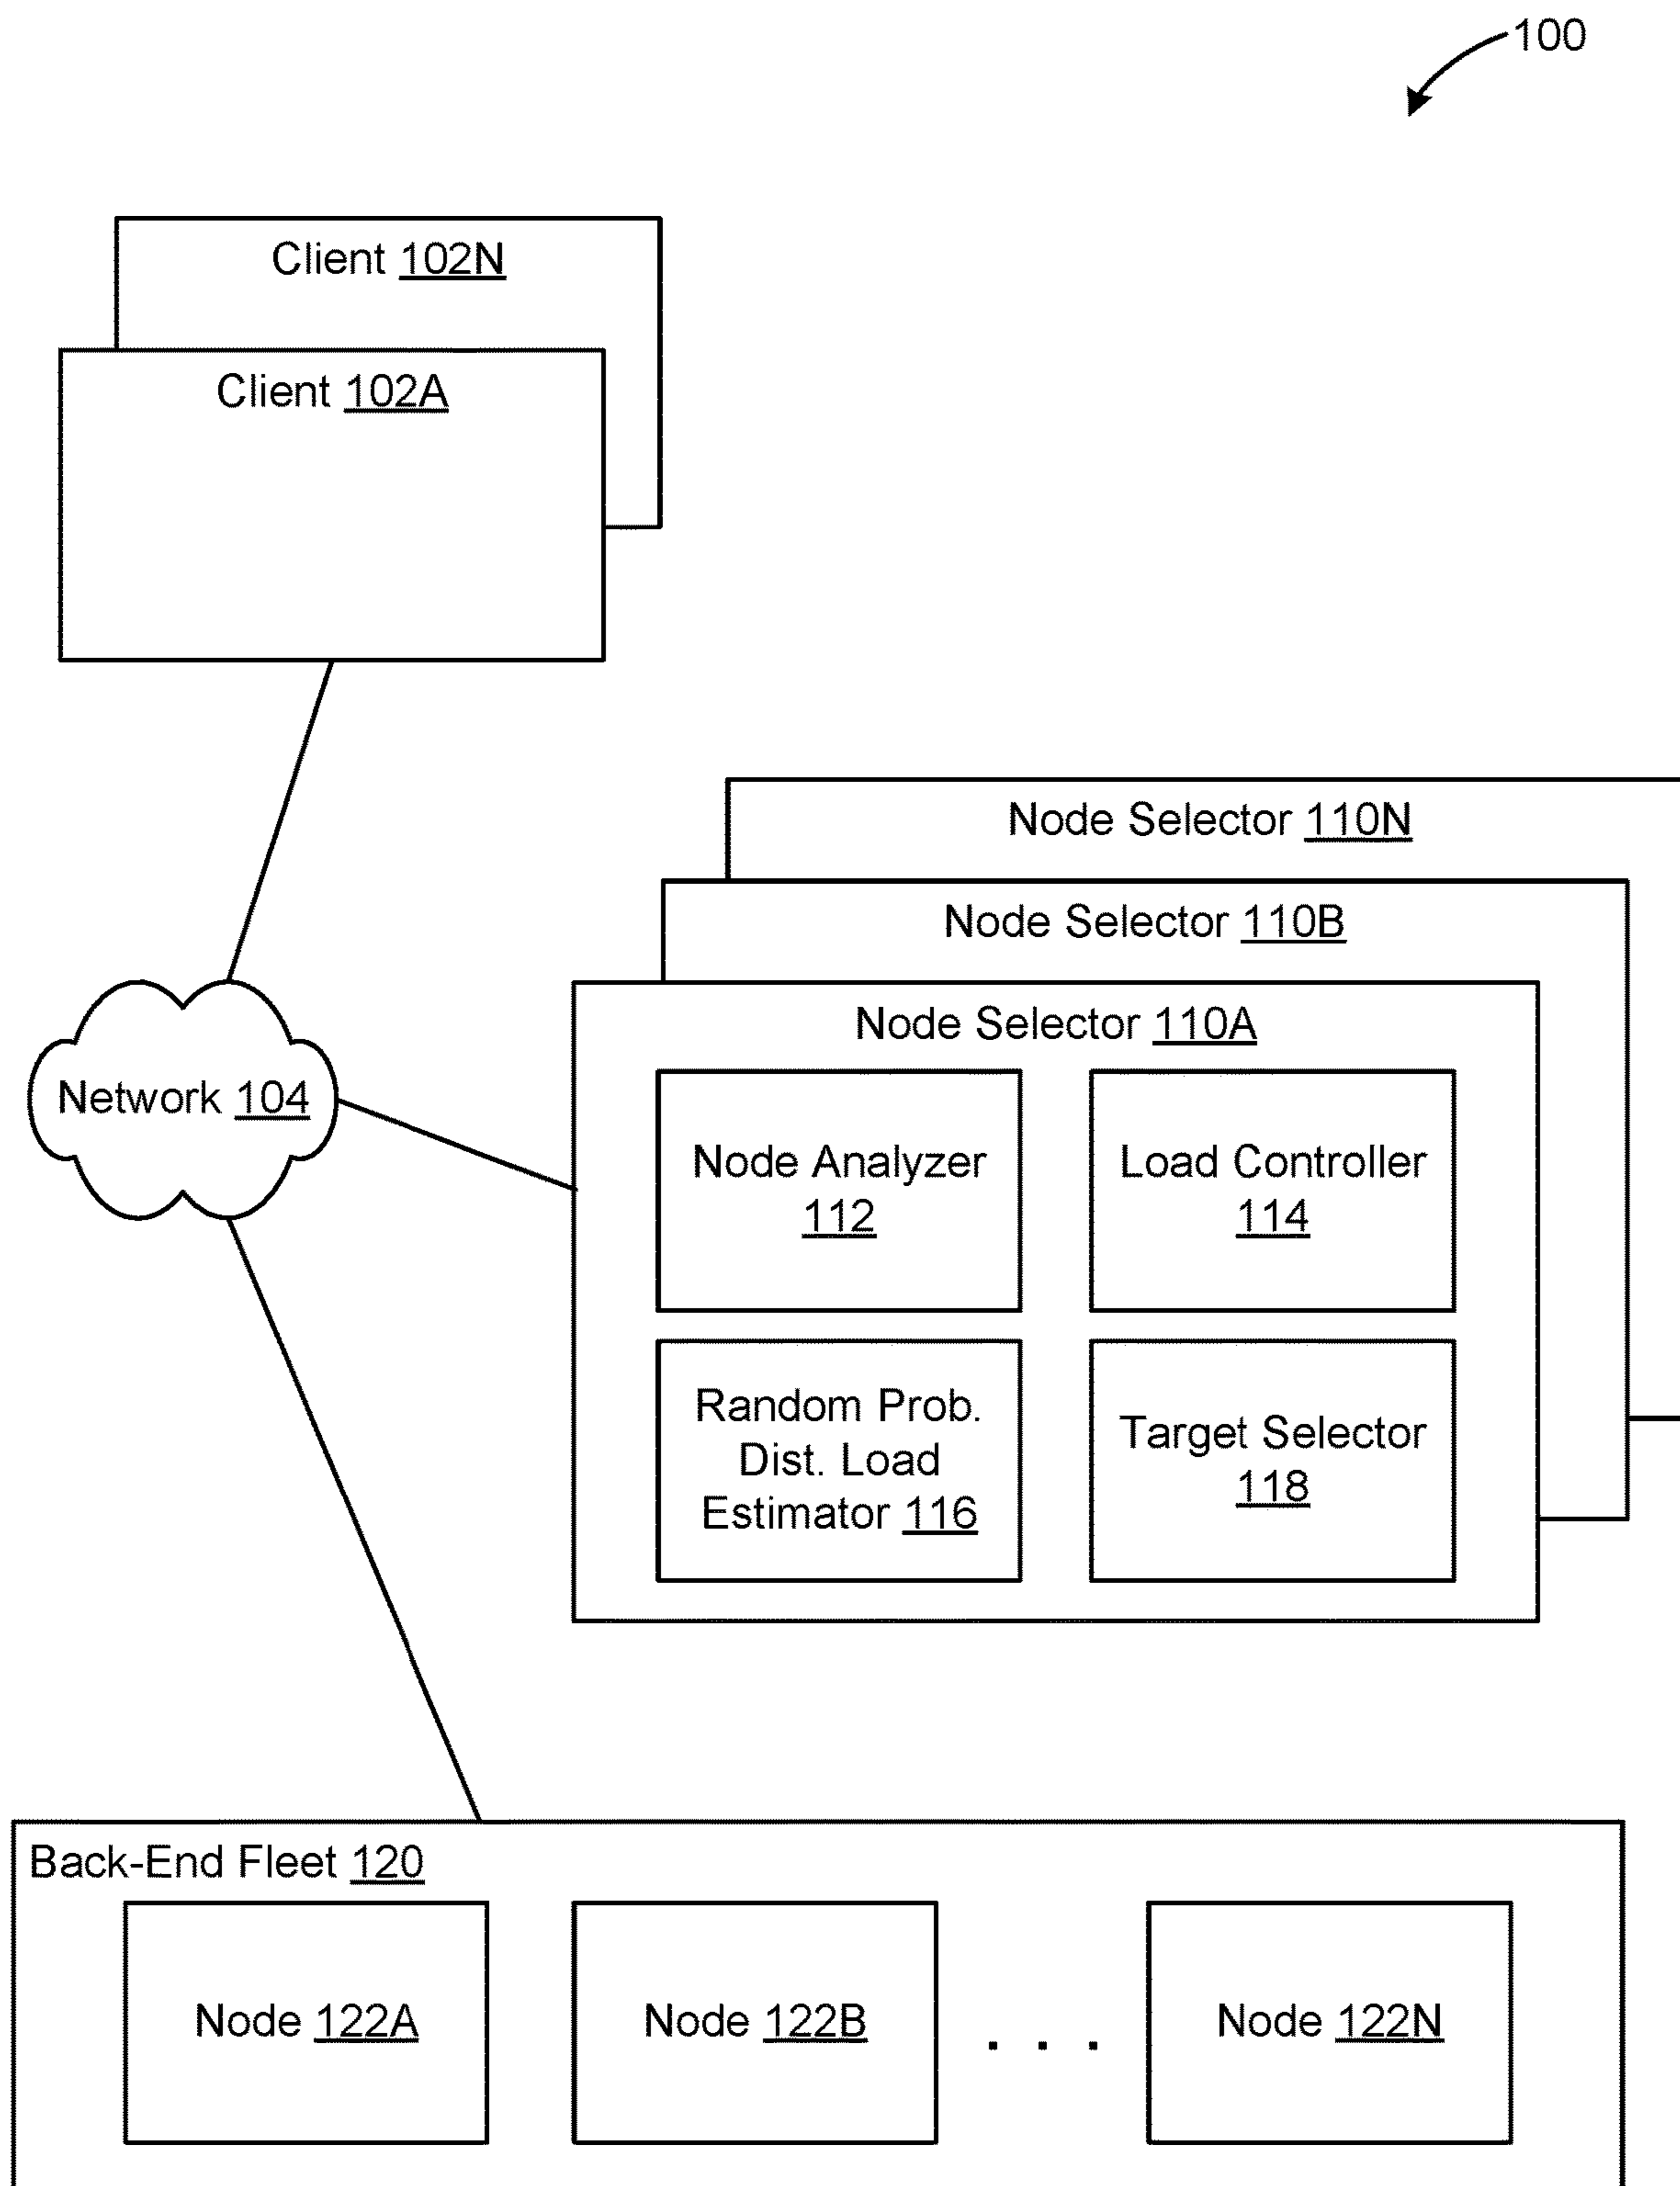 100
Client 102N
Client 102A
Node Selector 110N
Node Selector 110B
Node Selector 110A
Network 104
Node Analyzer
112
Load Controller
114
Random Prob.
Dist. Load
Estimator 116
Target Selector
118
Back-End Fleet 120
Node 122A
Node 122B
. . .
Node 122N